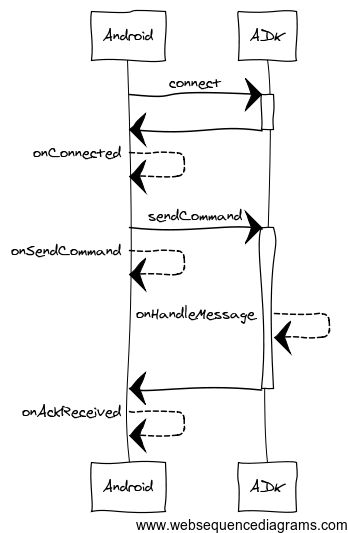 Android
ADK
connect
onConnected
sendCommand
onSendCommand
onHandleMessage
onAckReceived
Android
ADK
www.websequencediagrams.com